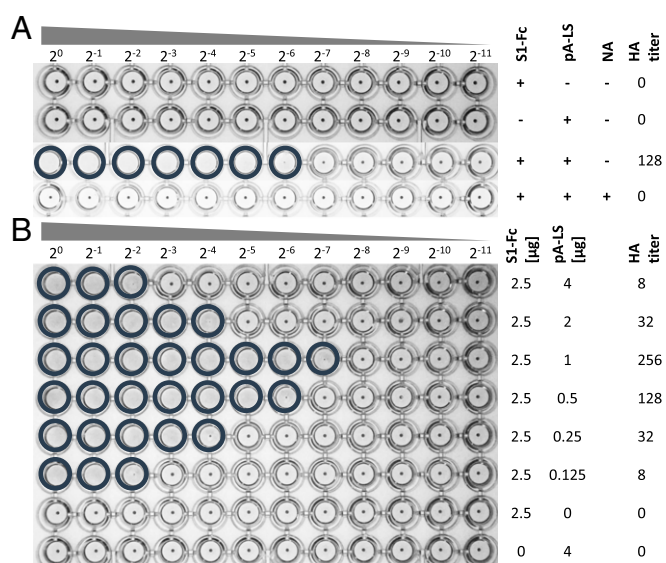 A
S1-Fc pA-LS NA HA titer
2⁰ 2⁻¹ 2⁻² 2⁻³ 2⁻⁴ 2⁻⁵ 2⁻⁶ 2⁻⁷ 2⁻⁸ 2⁻⁹ 2⁻¹⁰ 2⁻¹¹
+ - - 0
- + - 0
+ + - 128
+ + + 0
B
S1-Fc [µg] pA-LS [µg] HA titer
2⁰ 2⁻¹ 2⁻² 2⁻³ 2⁻⁴ 2⁻⁵ 2⁻⁶ 2⁻⁷ 2⁻⁸ 2⁻⁹ 2⁻¹⁰ 2⁻¹¹
2.5 4 8
2.5 2 32
2.5 1 256
2.5 0.5 128
2.5 0.25 32
2.5 0.125 8
2.5 0 0
0 4 0